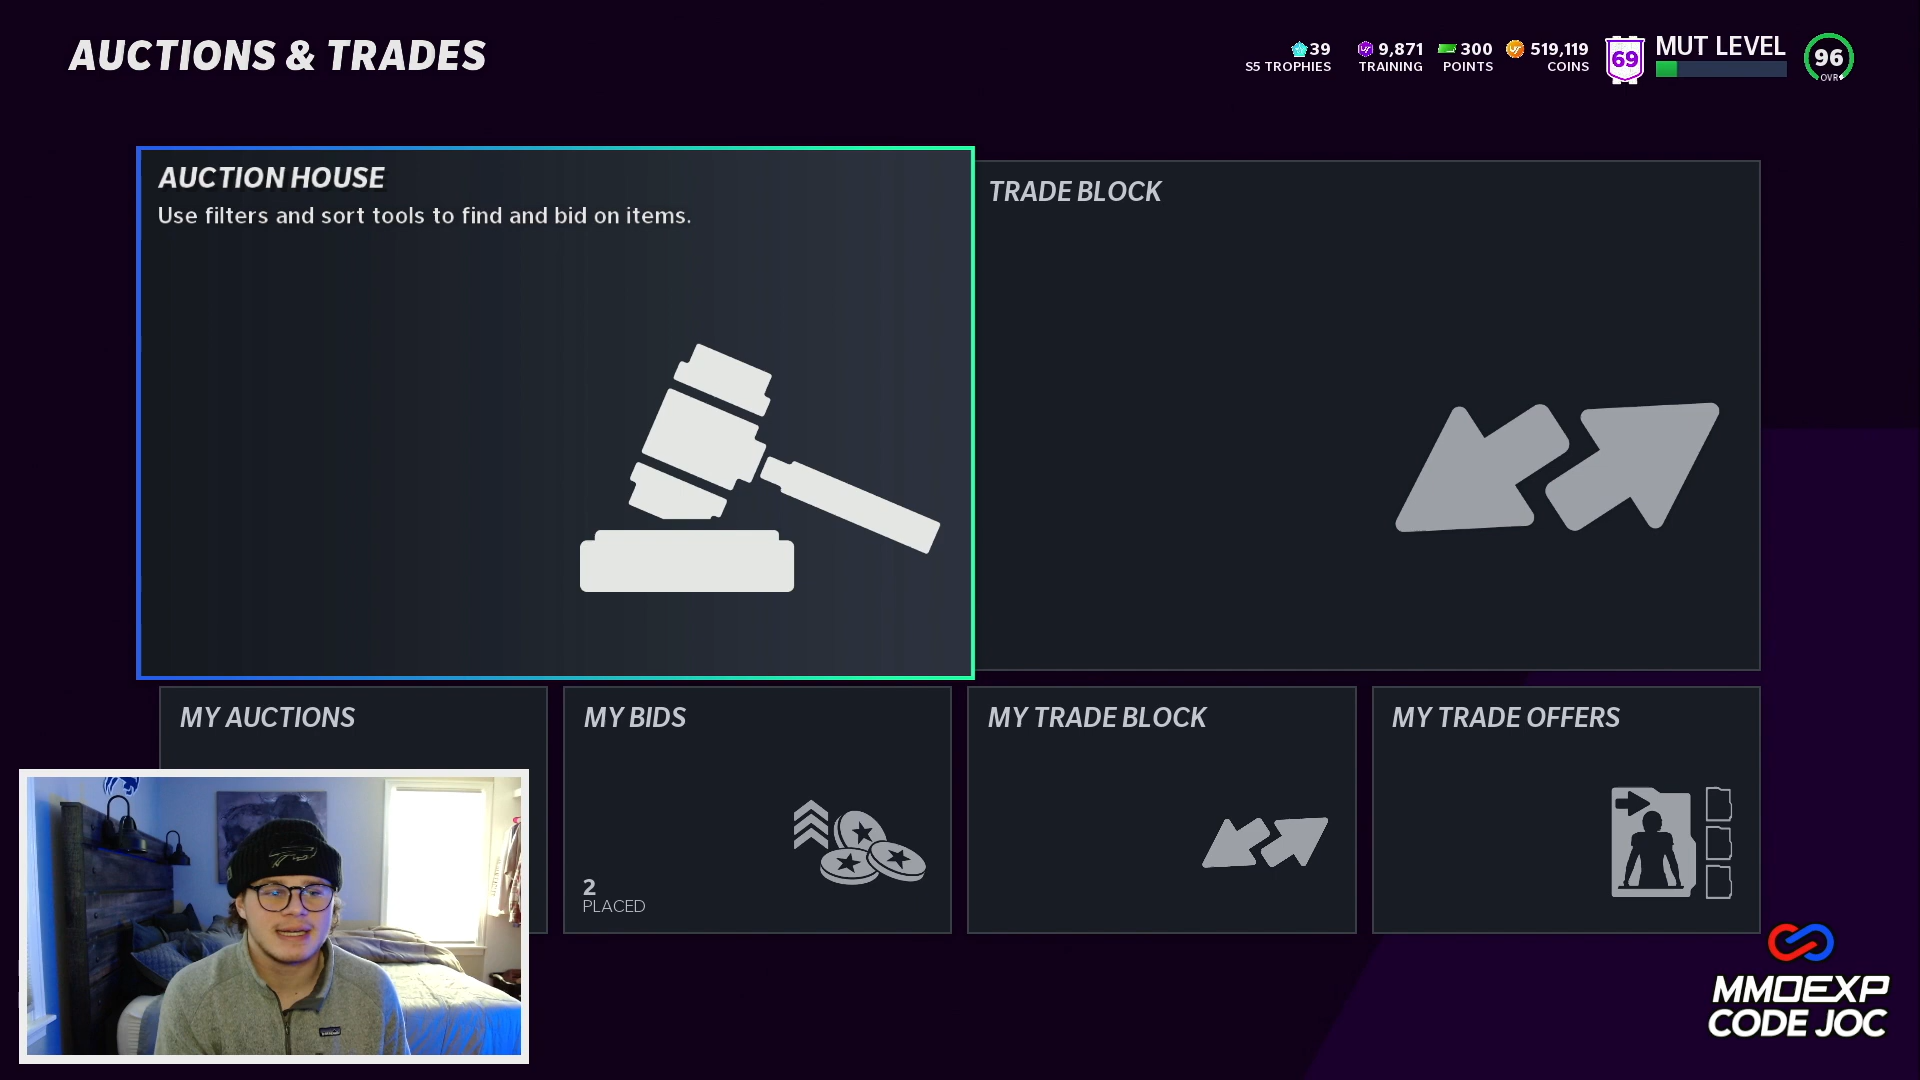 AUCTIONS & TRADES
39
S5 TROPHIES
9,871
TRAINING
300
POINTS
519,119
COINS
69
MUT LEVEL
96
OVR
AUCTION HOUSE
Use filters and sort tools to find and bid on items.
TRADE BLOCK
MY AUCTIONS
MY BIDS
2
PLACED
MY TRADE BLOCK
MY TRADE OFFERS
MMOEXP
CODE JOC